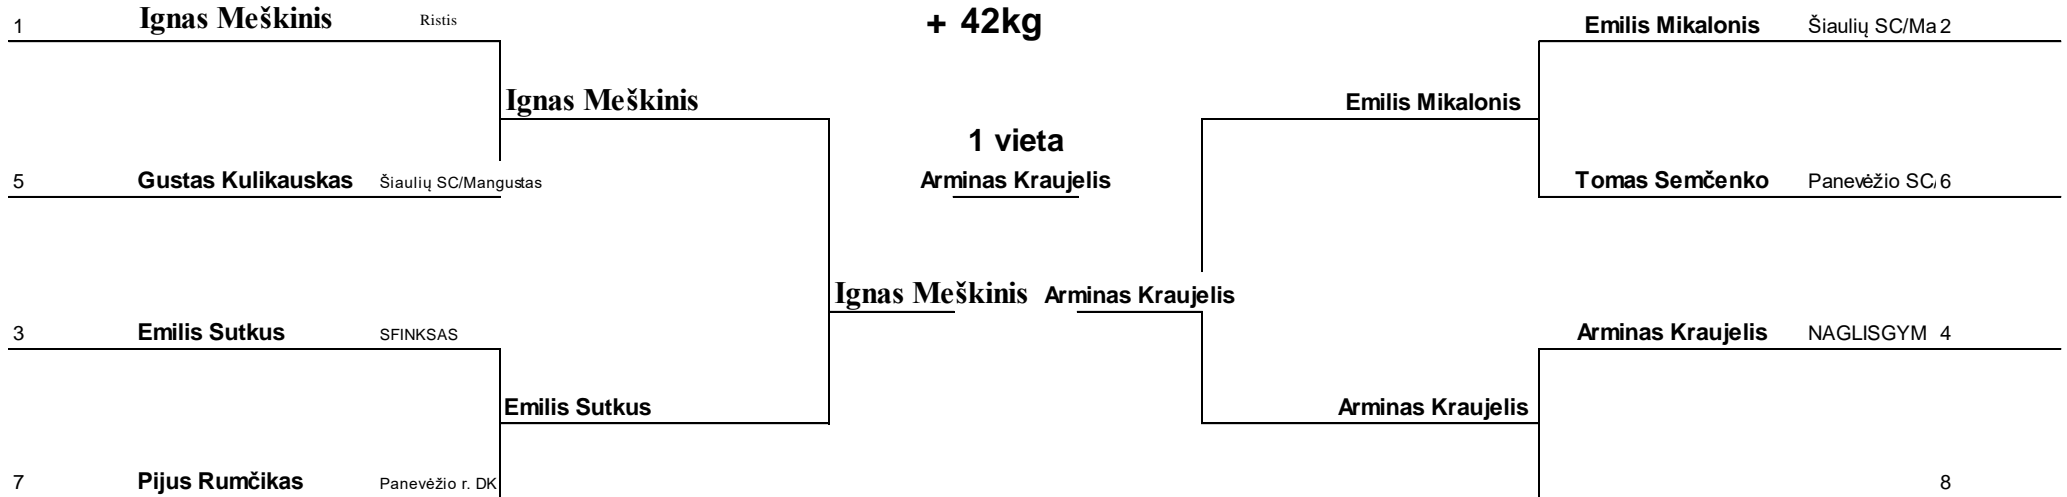 1 Ignas Meškinis Ristis + 42kg Emilis Mikalonis Šiaulių SC/Ma 2
Ignas Meškinis Emilis Mikalonis
1 vieta
5 Gustas Kulikauskas Šiaulių SC/Mangustas Arminas Kraujelis Tomas Semčenko Panevėžio SC/ 6
Ignas Meškinis Arminas Kraujelis
3 Emilis Sutkus SFINKSAS Arminas Kraujelis NAGLISGYM 4
Emilis Sutkus Arminas Kraujelis
7 Pijus Rumčikas Panevėžio r. DK 8